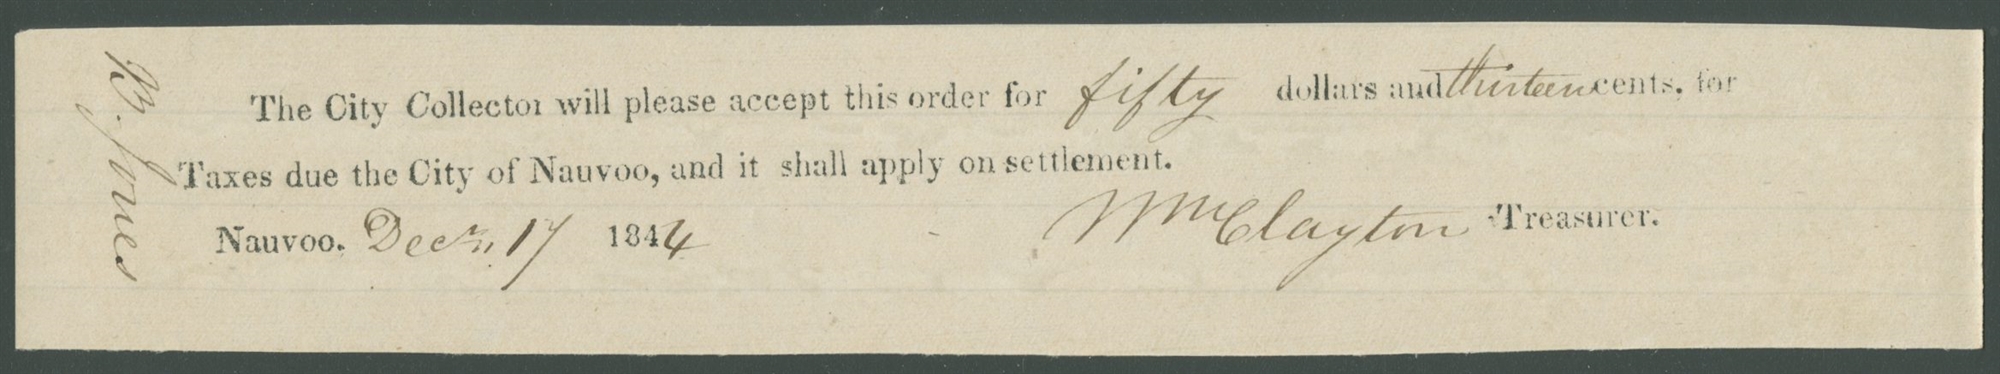 B. Jones
The City Collector will please accept this order for fifty dollars and thirteen cents, for
Taxes due the City of Nauvoo, and it shall apply on settlement.
Nauvoo. Decr. 17 1844 Wm Clayton Treasurer.